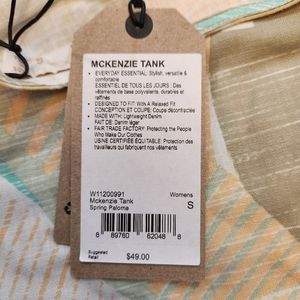 MCKENZIE TANK
• EVERYDAY ESSENTIAL: Stylish, versatile &
comfortable
ESSENTIEL DE TOUS LES JOURS : Des
vêtements de base polyvalents, durables et
raffinés
• DESIGNED TO FIT: With A Relaxed Fit
CONCEPTION ET COUPE: Coupe décontractée
• MADE WITH: Lightweight Denim
FAIT DE: Denim léger
• FAIR TRADE FACTORY: Protecting the People
Who Make Our Clothes
USINE CERTIFIÉE ÉQUITABLE: Protection des
travailleurs qui fabriquent nos vêtements
W11200991 Womens
Mckenzie Tank S
Spring Paloma
8 89760 62048 8
Suggested
Retail $49.00